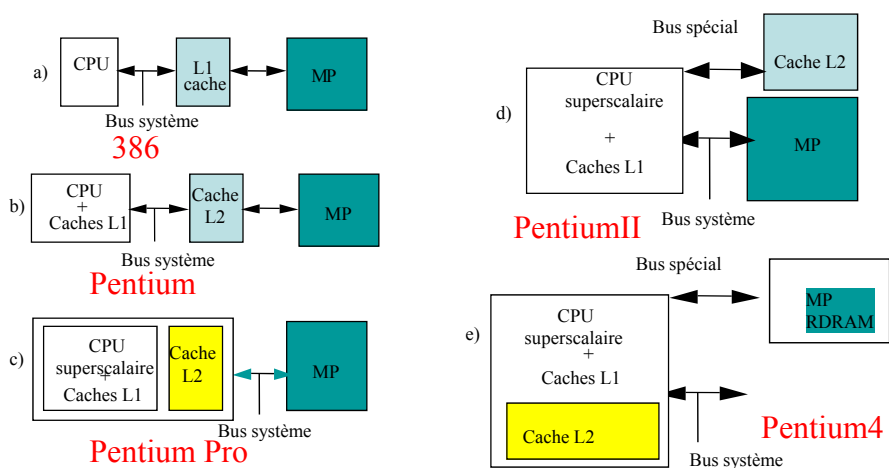 a)
CPU
L1
cache
MP
Bus système
386
b)
CPU
+
Caches L1
Cache
L2
MP
Bus système
Pentium
c)
CPU
superscalaire
+
Caches L1
Cache
L2
MP
Bus système
Pentium Pro
Bus spécial
Cache L2
d)
CPU
superscalaire
+
Caches L1
MP
Bus système
PentiumII
Bus spécial
MP
RDRAM
e)
CPU
superscalaire
+
Caches L1
Cache L2
Bus système
Pentium4